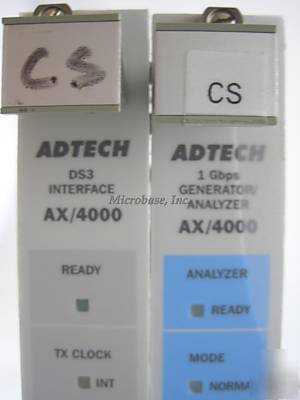 CS
ADTECH
DS3
INTERFACE
AX/4000
READY
TX CLOCK
INT
CS
ADTECH
1 Gbps
GENERATOR/
ANALYZER
AX/4000
ANALYZER
READY
MODE
NORMA
Microbase, Inc.